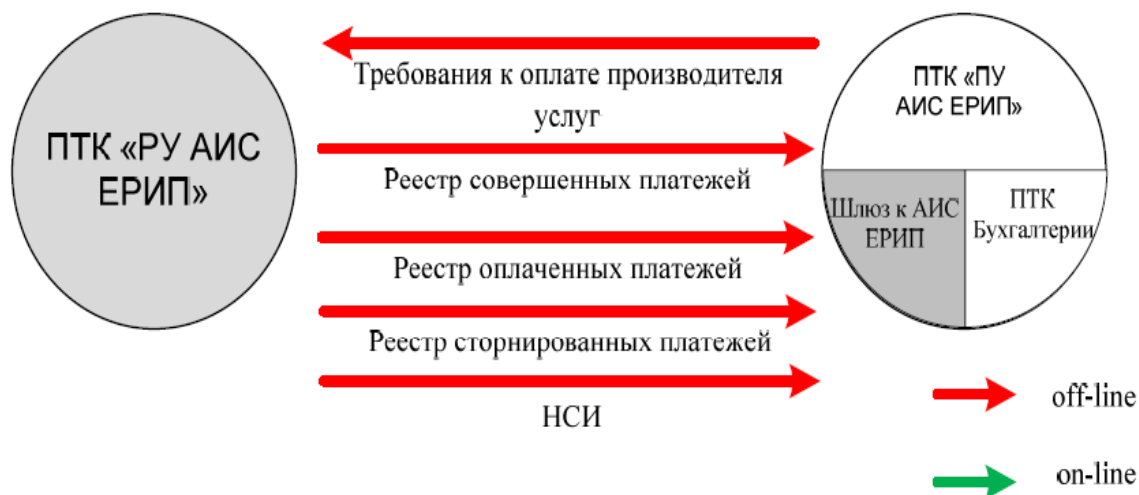 ПТК «РУ АИС
ЕРИП»
Требования к оплате производителя
услуг
Реестр совершенных платежей
Реестр оплаченных платежей
Реестр сторнированных платежей
НСИ
ПТК «ПУ
АИС ЕРИП»
Шлюз к АИС
ЕРИП
ПТК
Бухгалтерии
off-line
on-line